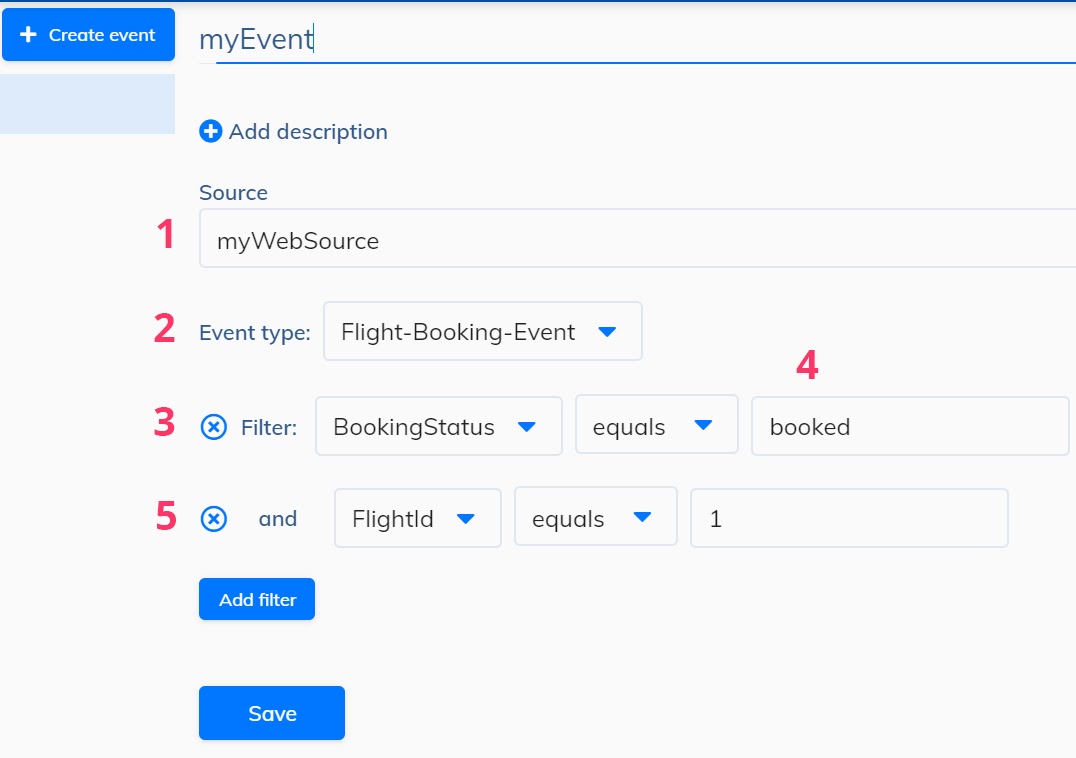 Create event
myEvent
Add description
Source
1 myWebSource
2 Event type: Flight-Booking-Event
4
3 Filter: BookingStatus equals booked
5 and FlightId equals 1
Add filter
Save